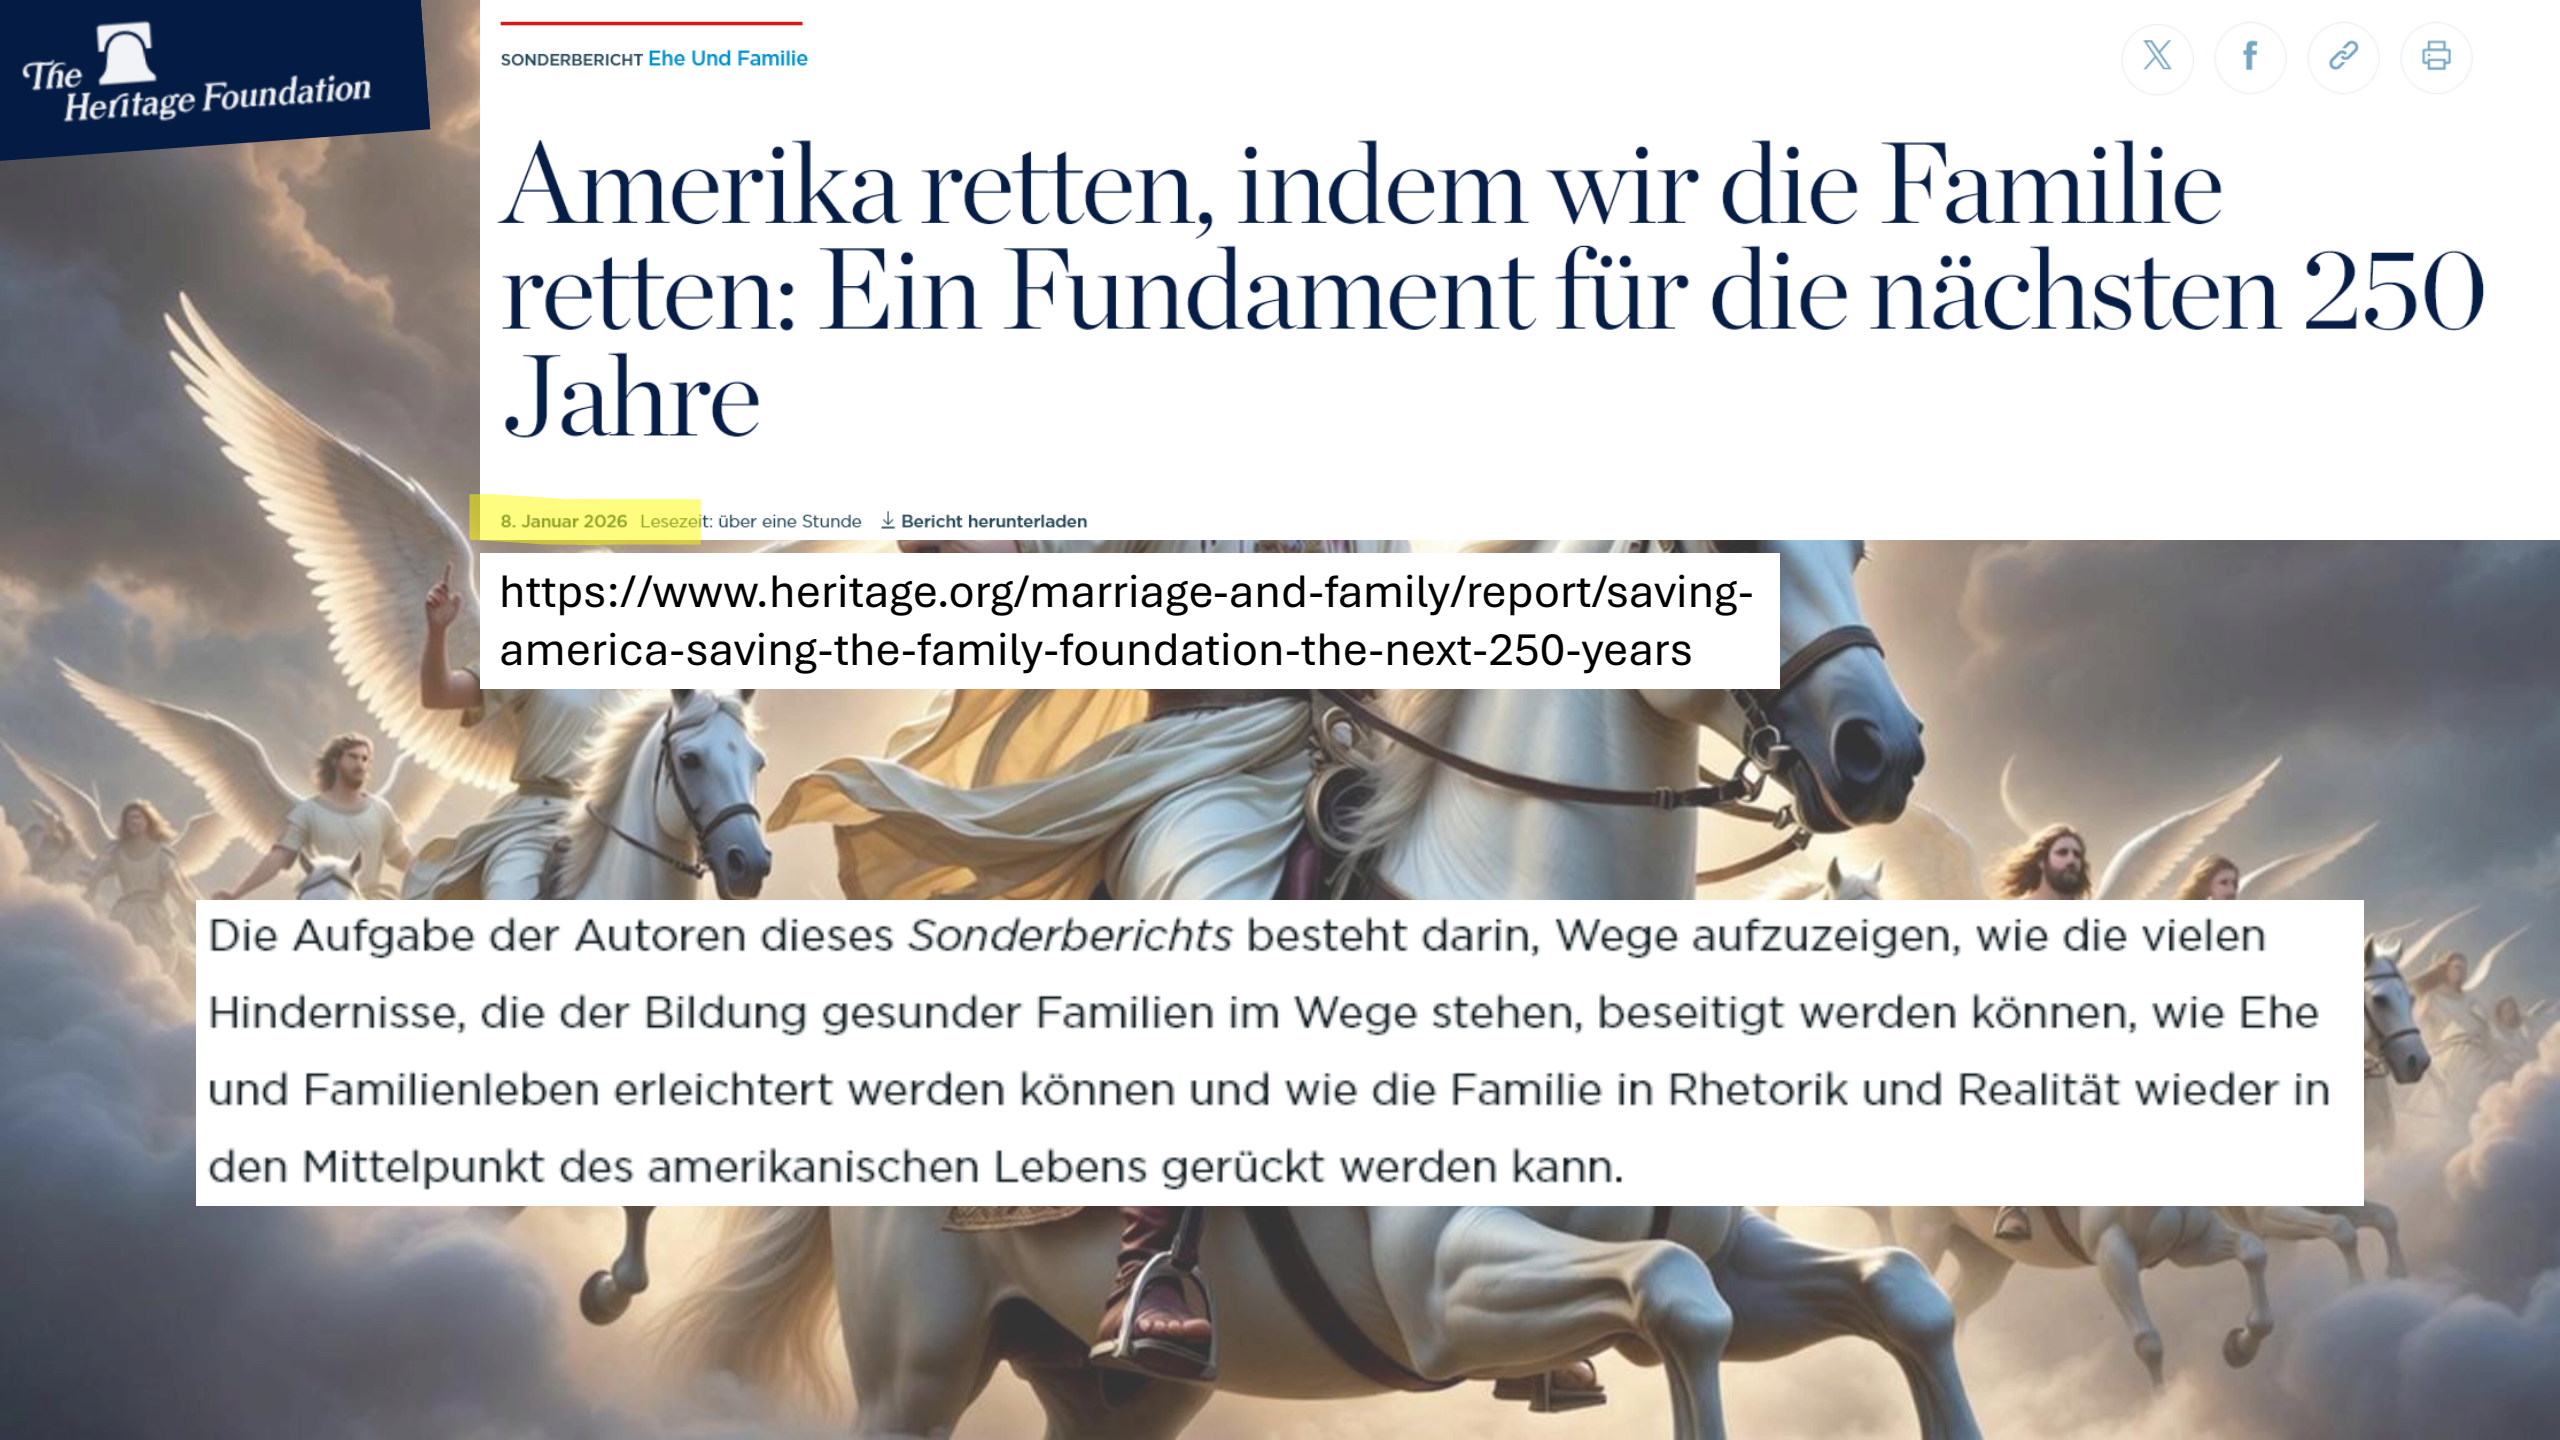 The
Heritage Foundation
SONDERBERICHT Ehe Und Familie
Amerika retten, indem wir die Familie
retten: Ein Fundament für die nächsten 250
Jahre
8. Januar 2026 Lesezeit: über eine Stunde Bericht herunterladen
https://www.heritage.org/marriage-and-family/report/saving-
america-saving-the-family-foundation-the-next-250-years
Die Aufgabe der Autoren dieses Sonderberichts besteht darin, Wege aufzuzeigen, wie die vielen
Hindernisse, die der Bildung gesunder Familien im Wege stehen, beseitigt werden können, wie Ehe
und Familienleben erleichtert werden können und wie die Familie in Rhetorik und Realität wieder in
den Mittelpunkt des amerikanischen Lebens gerückt werden kann.